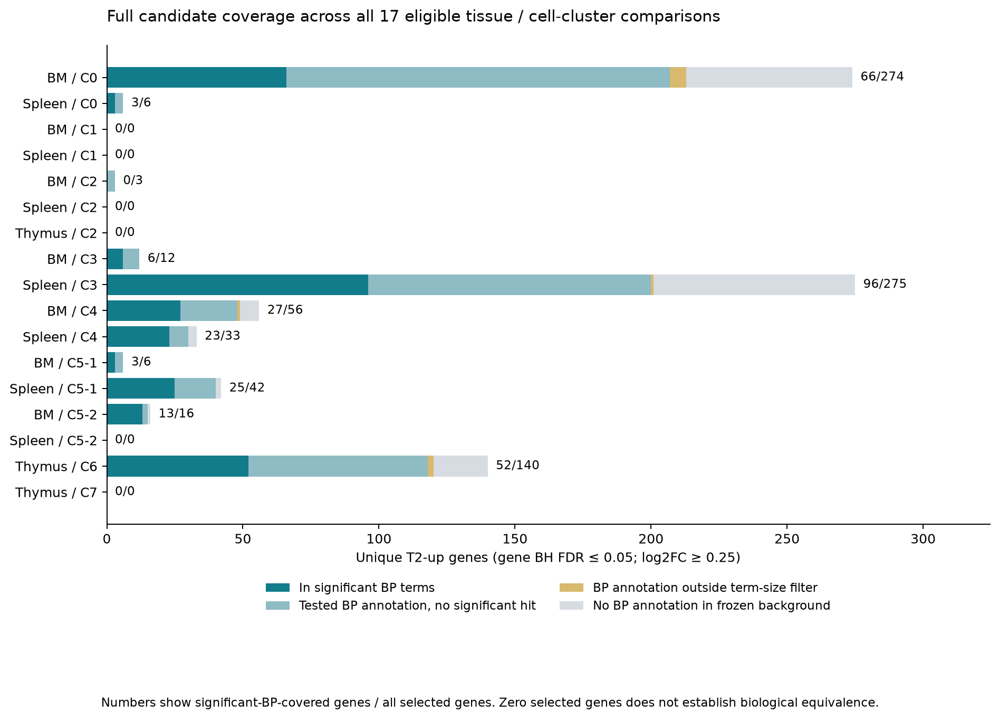 Full candidate coverage across all 17 eligible tissue / cell-cluster comparisons
BM / C0 66/274
Spleen / C0 3/6
BM / C1 0/0
Spleen / C1 0/0
BM / C2 0/3
Spleen / C2 0/0
Thymus / C2 0/0
BM / C3 6/12
Spleen / C3 96/275
BM / C4 27/56
Spleen / C4 23/33
BM / C5-1 3/6
Spleen / C5-1 25/42
BM / C5-2 13/16
Spleen / C5-2 0/0
Thymus / C6 52/140
Thymus / C7 0/0
0 50 100 150 200 250 300
Unique T2-up genes (gene BH FDR ≤ 0.05; log2FC ≥ 0.25)
In significant BP terms
Tested BP annotation, no significant hit
BP annotation outside term-size filter
No BP annotation in frozen background
Numbers show significant-BP-covered genes / all selected genes. Zero selected genes does not establish biological equivalence.